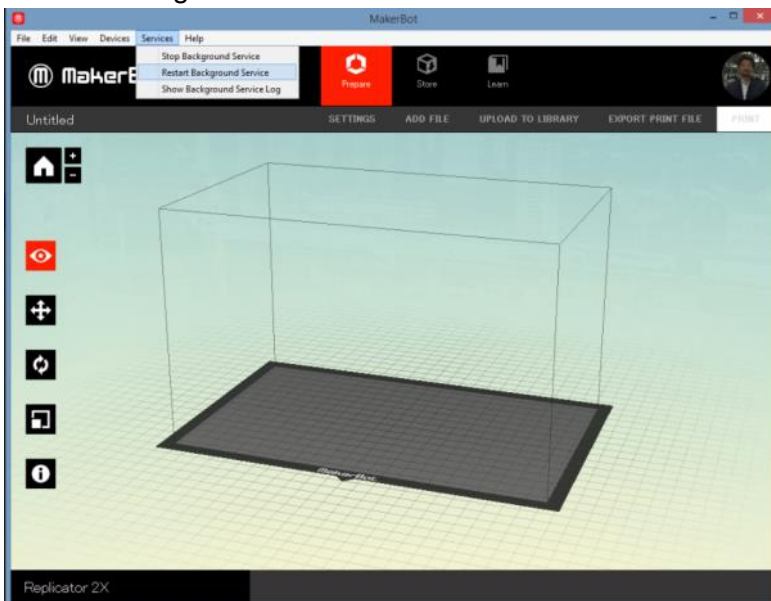 MakerBot
File Edit View Devices Services Help
Stop Background Service
Restart Background Service
Show Background Service Log
Prepare Store Learn
Untitled SETTINGS ADD FILE UPLOAD TO LIBRARY EXPORT PRINT FILE PRINT
MakerBot
Replicator 2X